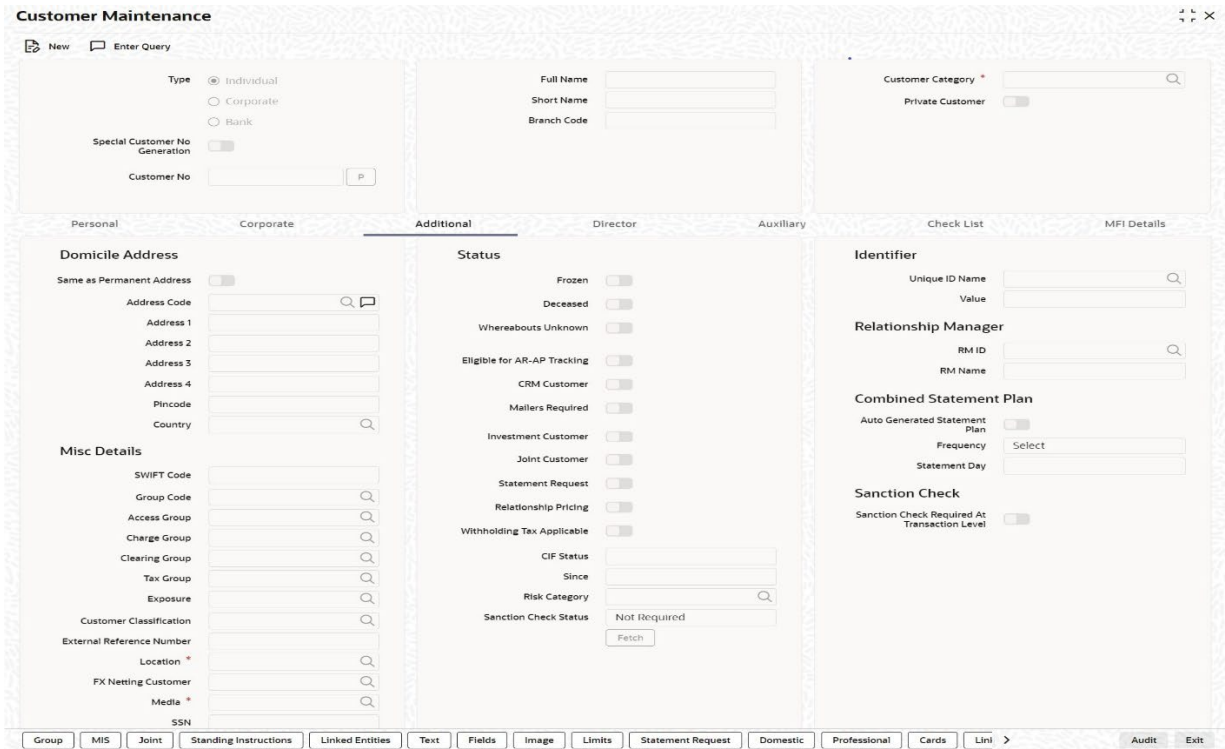 Customer Maintenance
New Enter Query
Type Individual
Corporate
Bank
Special Customer No Generation
Customer No P
Full Name
Short Name
Branch Code
Customer Category *
Private Customer
Personal Corporate Additional Director Auxiliary Check List MFI Details
Domicile Address
Same as Permanent Address
Address Code
Address 1
Address 2
Address 3
Address 4
Pincode
Country
Misc Details
SWIFT Code
Group Code
Access Group
Charge Group
Clearing Group
Tax Group
Exposure
Customer Classification
External Reference Number
Location *
FX Netting Customer
Media *
SSN
Status
Frozen
Deceased
Whereabouts Unknown
Eligible for AR-AP Tracking
CRM Customer
Mailers Required
Investment Customer
Joint Customer
Statement Request
Relationship Pricing
Withholding Tax Applicable
CIF Status
Since
Risk Category
Sanction Check Status Not Required
Fetch
Identifier
Unique ID Name
Value
Relationship Manager
RM ID
RM Name
Combined Statement Plan
Auto Generated Statement Plan
Frequency Select
Statement Day
Sanction Check
Sanction Check Required At Transaction Level
Group MIS Joint Standing Instructions Linked Entities Text Fields Image Limits Statement Request Domestic Professional Cards Link Audit Exit